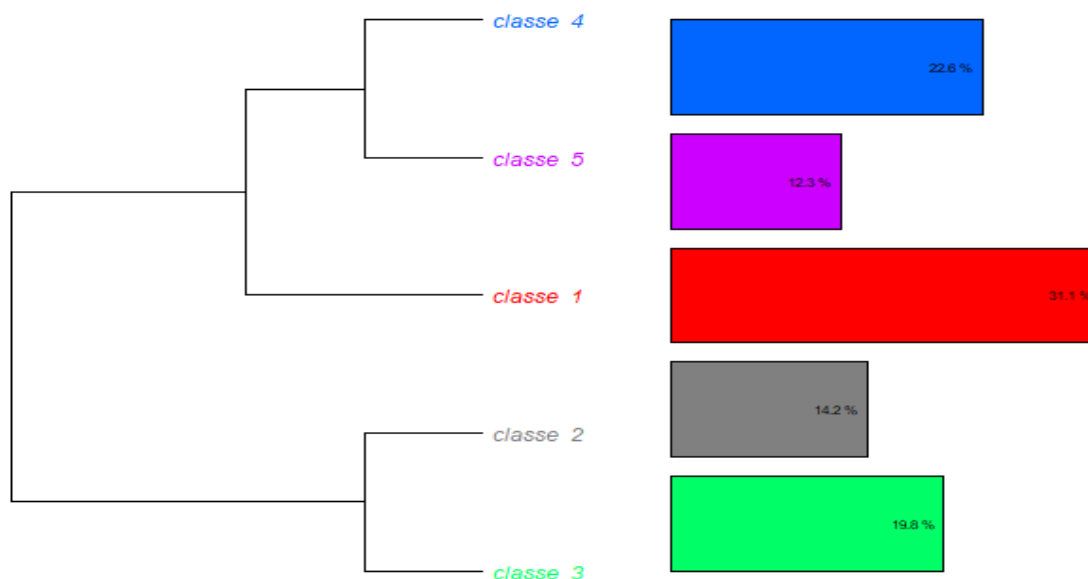 classe 4
22.6 %
classe 5
12.3 %
classe 1
31.1 %
classe 2
14.2 %
classe 3
19.8 %